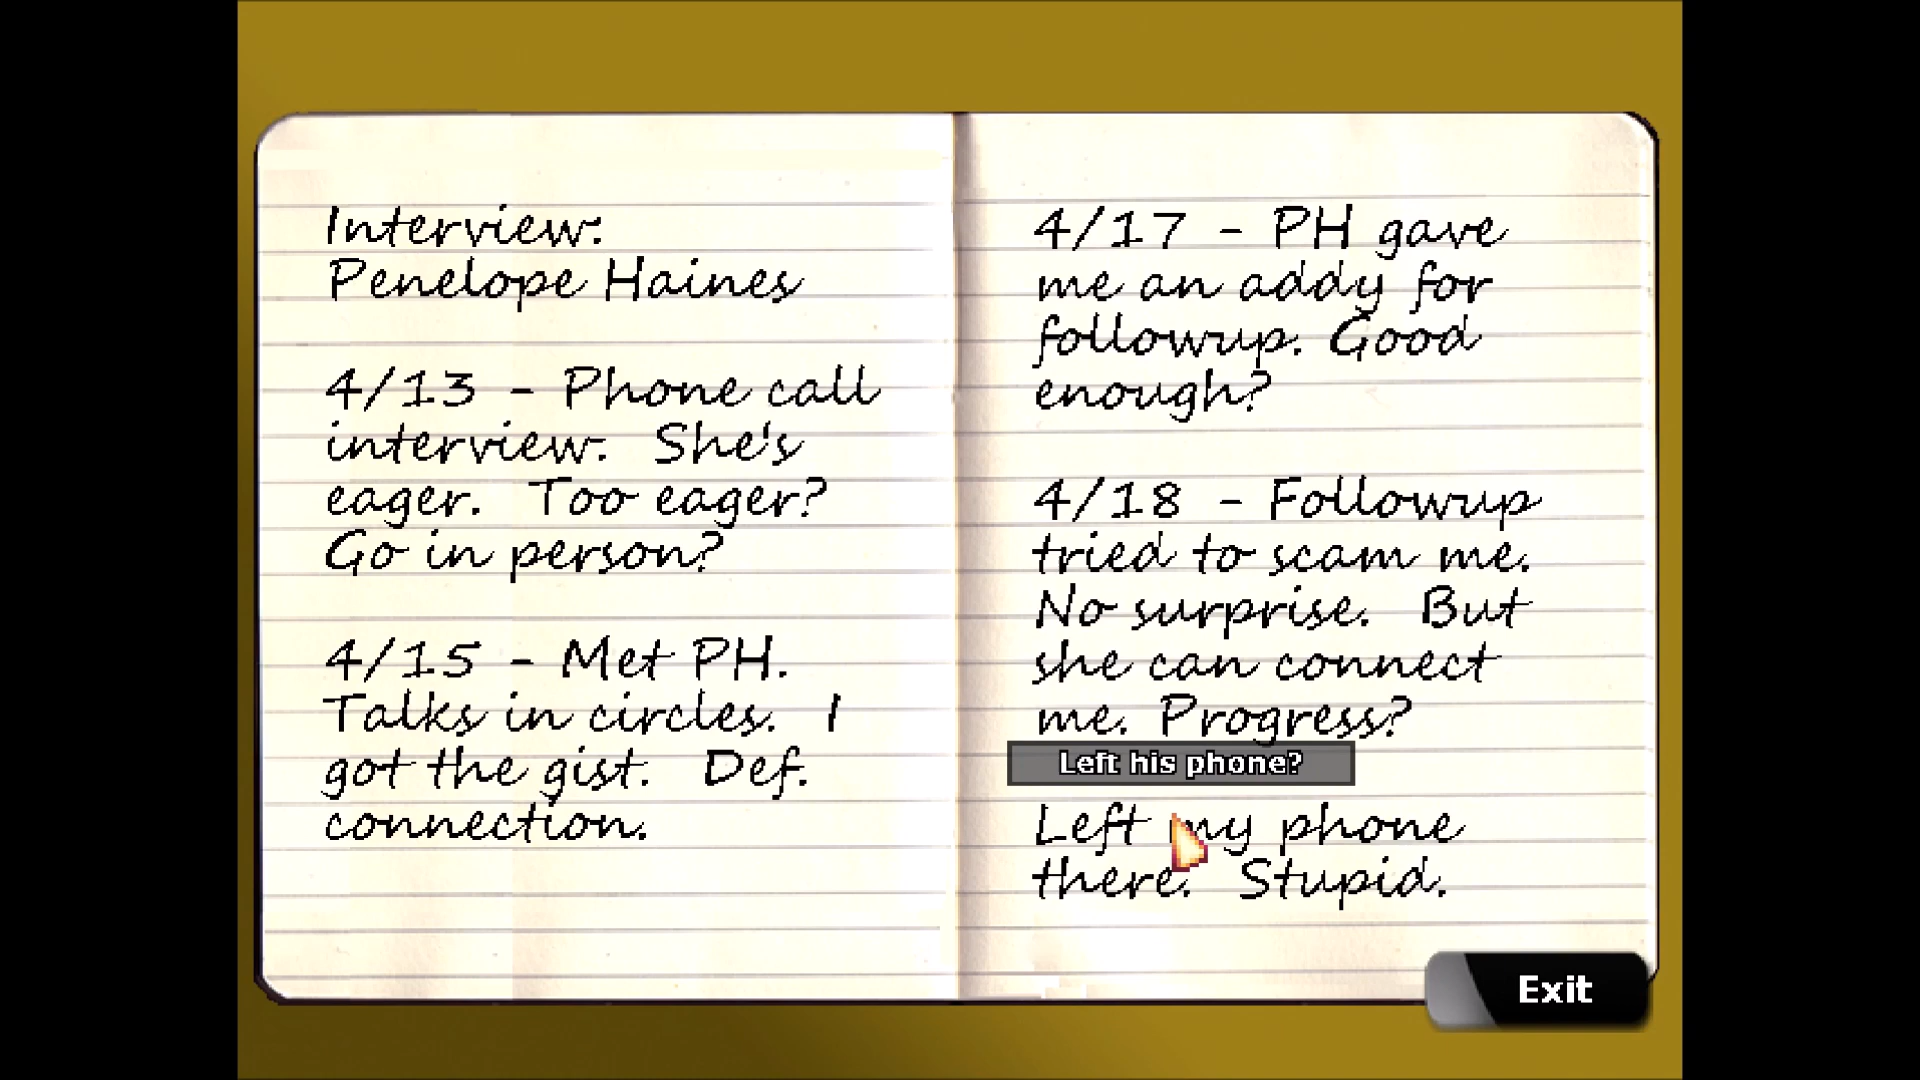 Interview:
Penelope Haines
4/13 - Phone call
interview. She's
eager. Too eager?
Go in person?
4/15 - Met PH.
Talks in circles. I
got the gist. Def.
connection.
4/17 - PH gave
me an addy for
followup. Good
enough?
4/18 - Followup
tried to scam me.
No surprise. But
she can connect
me. Progress?
Left his phone?
Left my phone
there. Stupid.
Exit